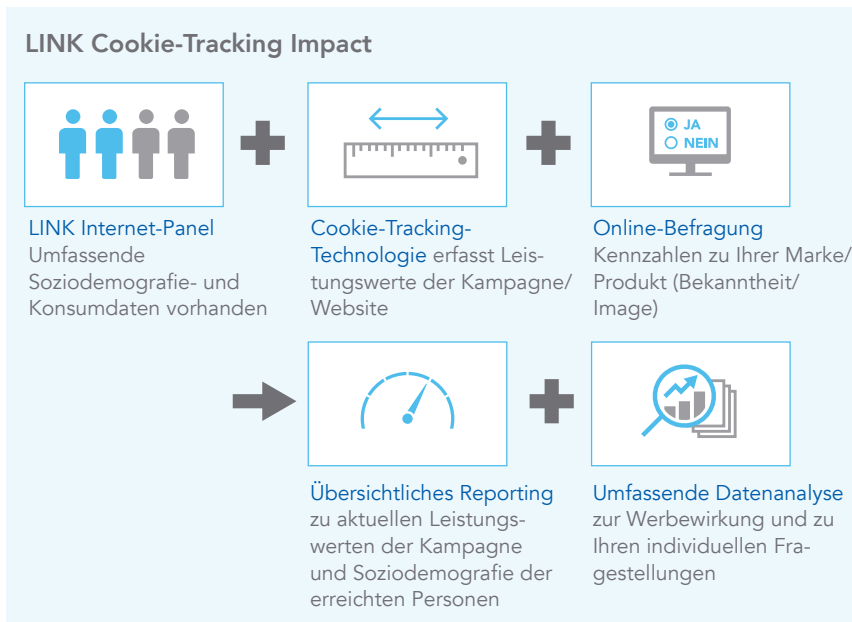 LINK Cookie-Tracking Impact
JA
NEIN
LINK Internet-Panel
Umfassende
Soziodemografie- und
Konsumdaten vorhanden
Cookie-Tracking-
Technologie erfasst Leis-
tungswerte der Kampagne/
Website
Online-Befragung
Kennzahlen zu Ihrer Marke/
Produkt (Bekanntheit/
Image)
Übersichtliches Reporting
zu aktuellen Leistungs-
werten der Kampagne
und Soziodemografie der
erreichten Personen
Umfassende Datenanalyse
zur Werbewirkung und zu
Ihren individuellen Fra-
gestellungen